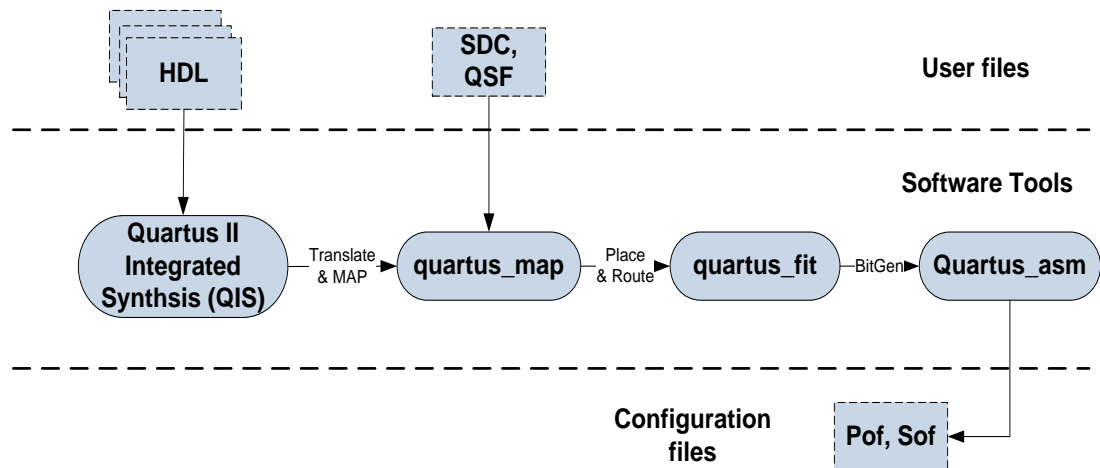 HDL
SDC,
QSF
User files
Software Tools
Quartus II
Integrated
Synthsis (QIS)
Translate
& MAP
quartus_map
Place
& Route
quartus_fit
BitGen
Quartus_asm
Configuration
files
Pof, Sof